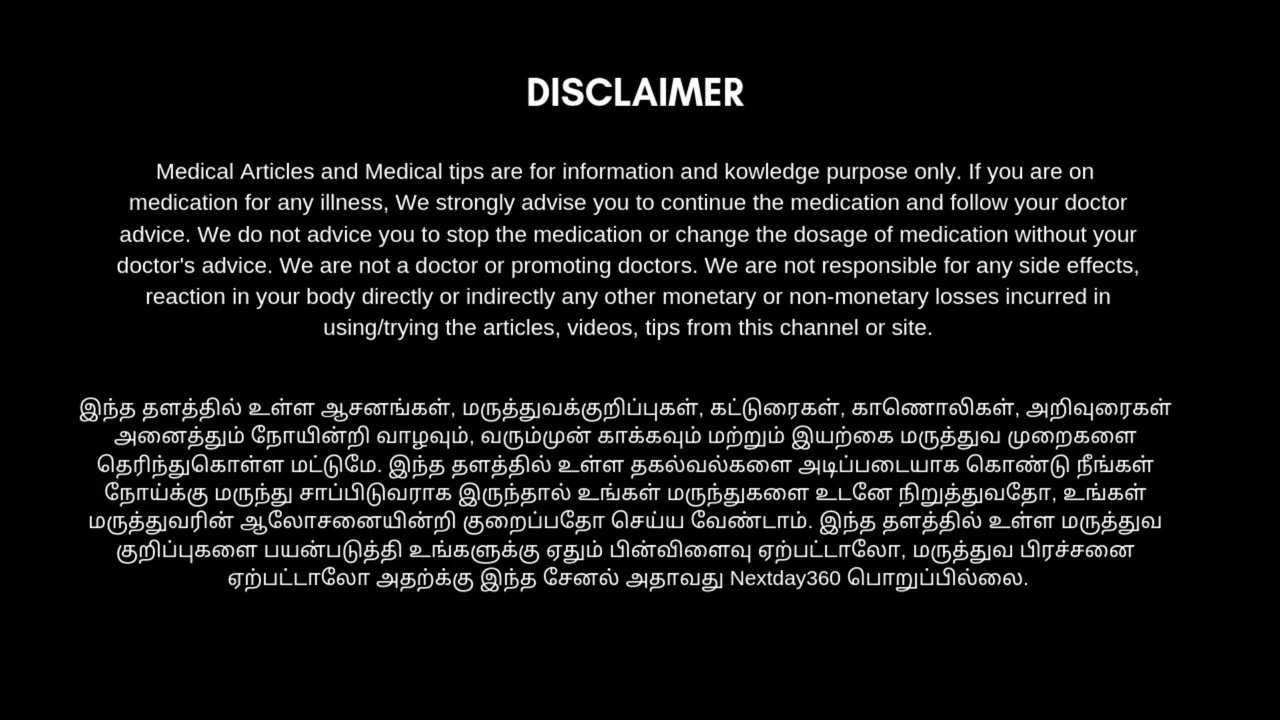 DISCLAIMER
Medical Articles and Medical tips are for information and kowledge purpose only. If you are on
medication for any illness, We strongly advise you to continue the medication and follow your doctor
advice. We do not advice you to stop the medication or change the dosage of medication without your
doctor's advice. We are not a doctor or promoting doctors. We are not responsible for any side effects,
reaction in your body directly or indirectly any other monetary or non-monetary losses incurred in
using/trying the articles, videos, tips from this channel or site.
இந்த தளத்தில் உள்ள ஆசனங்கள், மருத்துவக்குறிப்புகள், கட்டுரைகள், காணொலிகள், அறிவுரைகள்
அனைத்தும் நோயின்றி வாழவும், வரும்முன் காக்கவும் மற்றும் இயற்கை மருத்துவ முறைகளை
தெரிந்துகொள்ள மட்டுமே. இந்த தளத்தில் உள்ள தகல்வல்களை அடிப்படையாக கொண்டு நீங்கள்
நோய்க்கு மருந்து சாப்பிடுவராக இருந்தால் உங்கள் மருந்துகளை உடனே நிறுத்துவதோ, உங்கள்
மருத்துவரின் ஆலோசனையின்றி குறைப்பதோ செய்ய வேண்டாம். இந்த தளத்தில் உள்ள மருத்துவ
குறிப்புகளை பயன்படுத்தி உங்களுக்கு ஏதும் பின்விளைவு ஏற்பட்டாலோ, மருத்துவ பிரச்சனை
ஏற்பட்டாலோ அதற்க்கு இந்த சேனல் அதாவது Nextday360 பொறுப்பில்லை.